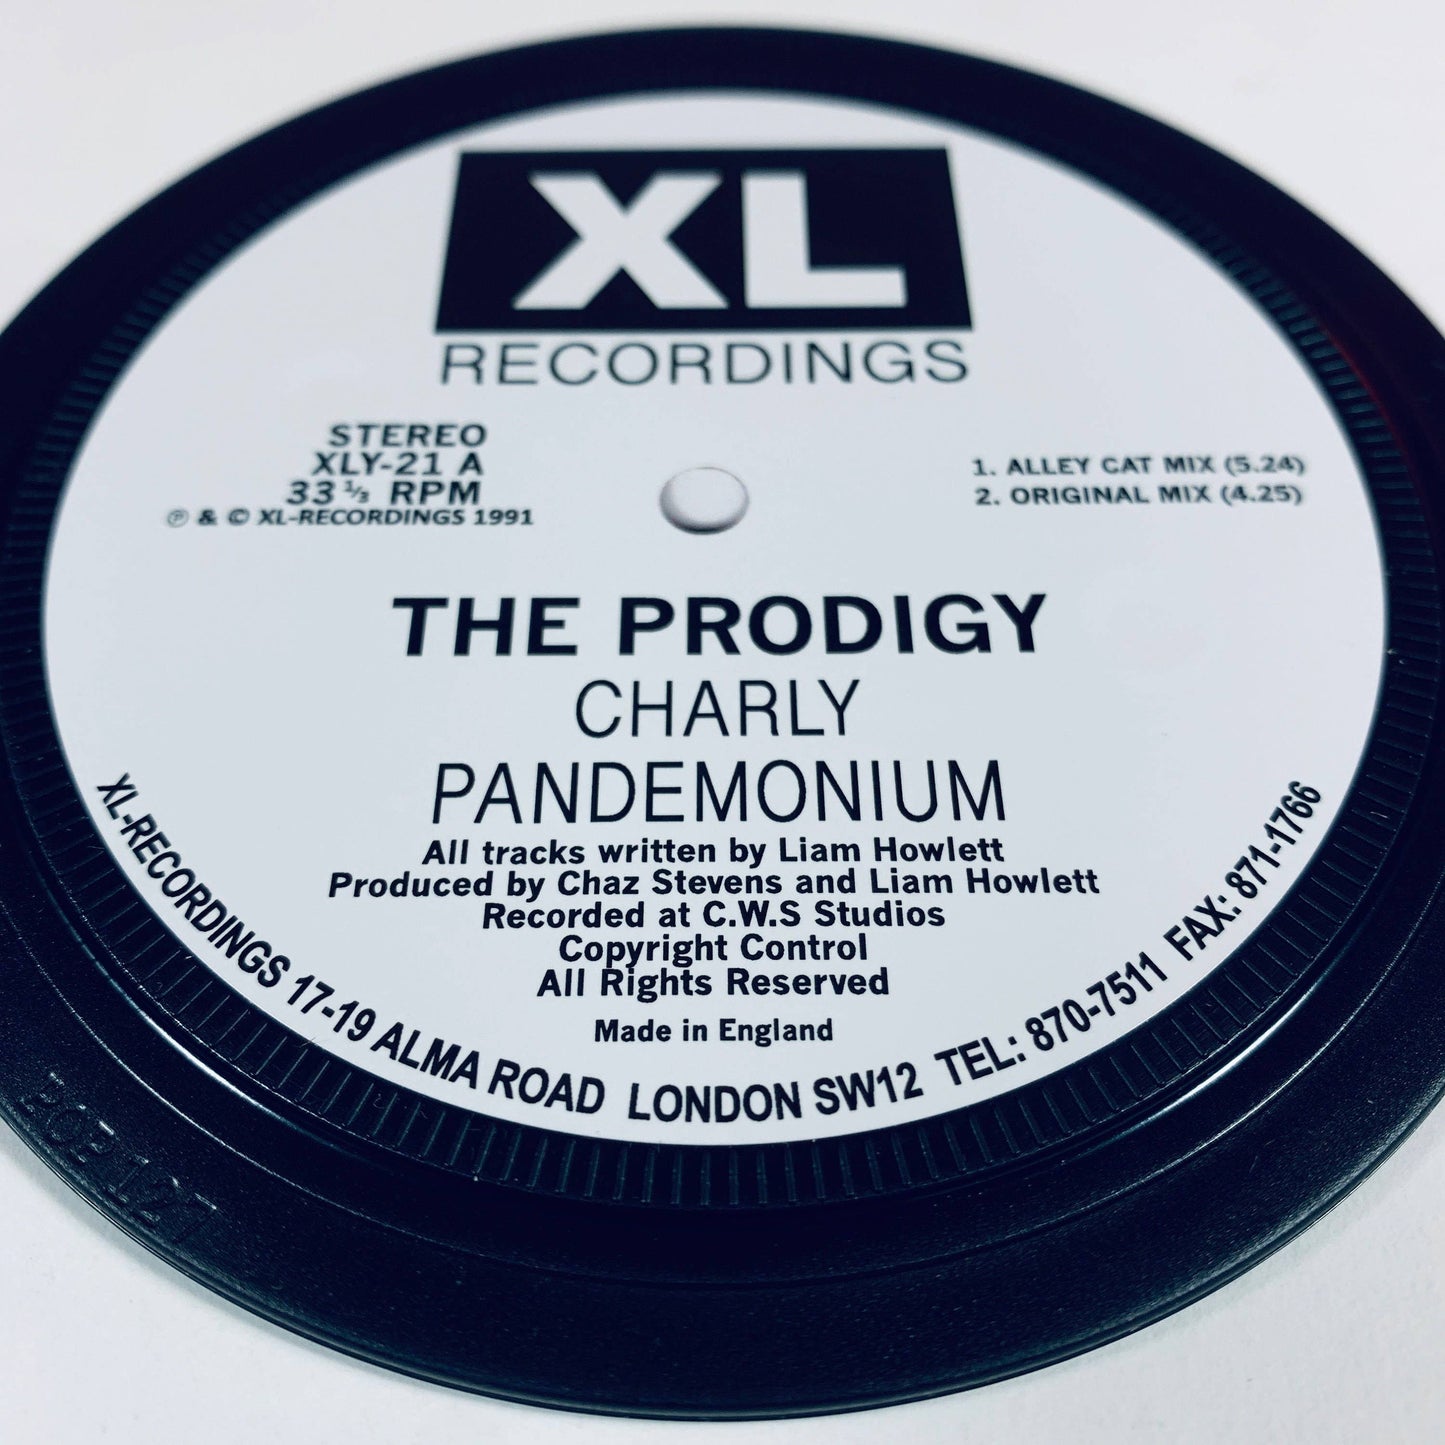 XL
RECORDINGS
STEREO
XLY-21 A
33 ⅓ RPM
℗ & © XL-RECORDINGS 1991
1. ALLEY CAT MIX (5.24)
2. ORIGINAL MIX (4.25)
THE PRODIGY
CHARLY
PANDEMONIUM
All tracks written by Liam Howlett
Produced by Chaz Stevens and Liam Howlett
Recorded at C.W.S Studios
Copyright Control
All Rights Reserved
Made in England
XL-RECORDINGS 17-19 ALMA ROAD LONDON SW12 TEL: 870-7511 FAX: 871-1766